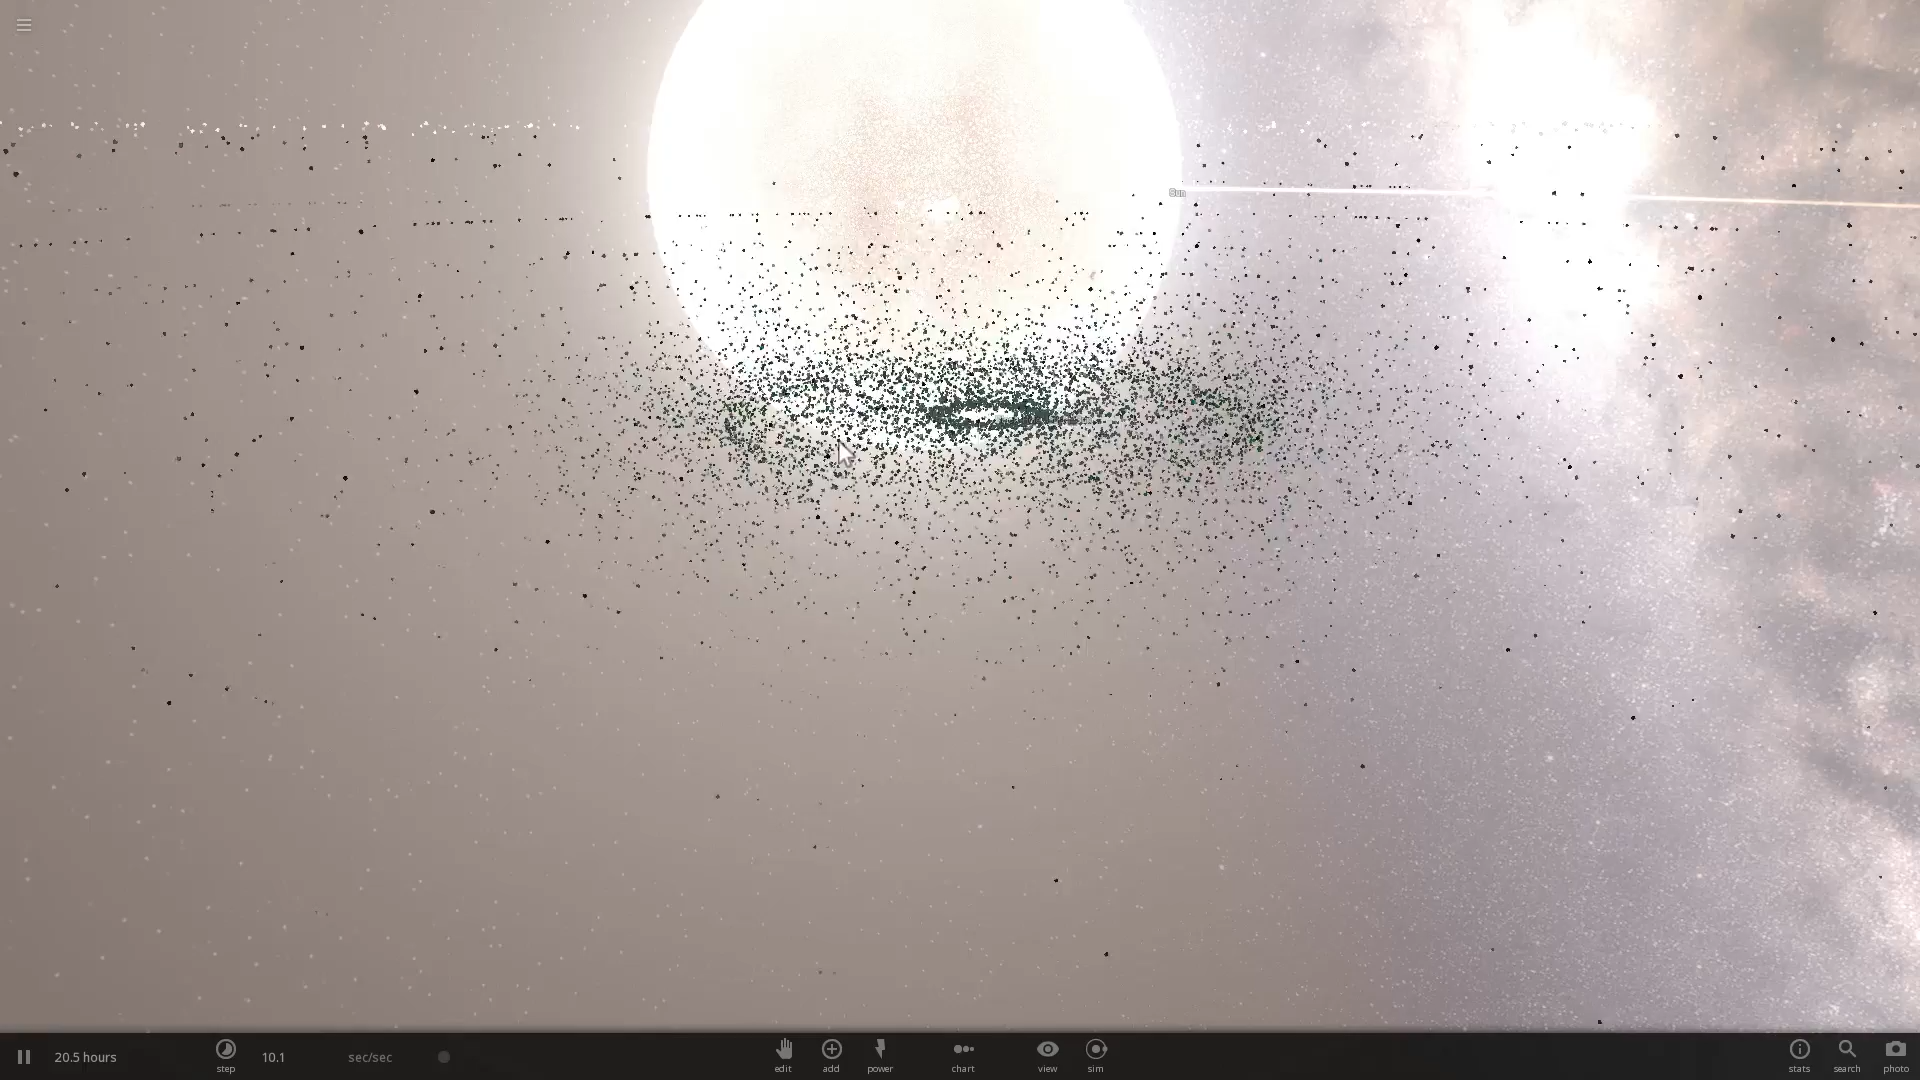 Sun
20.5 hours
step
10.1
sec/sec
edit
add
power
chart
view
sim
stats
search
photo